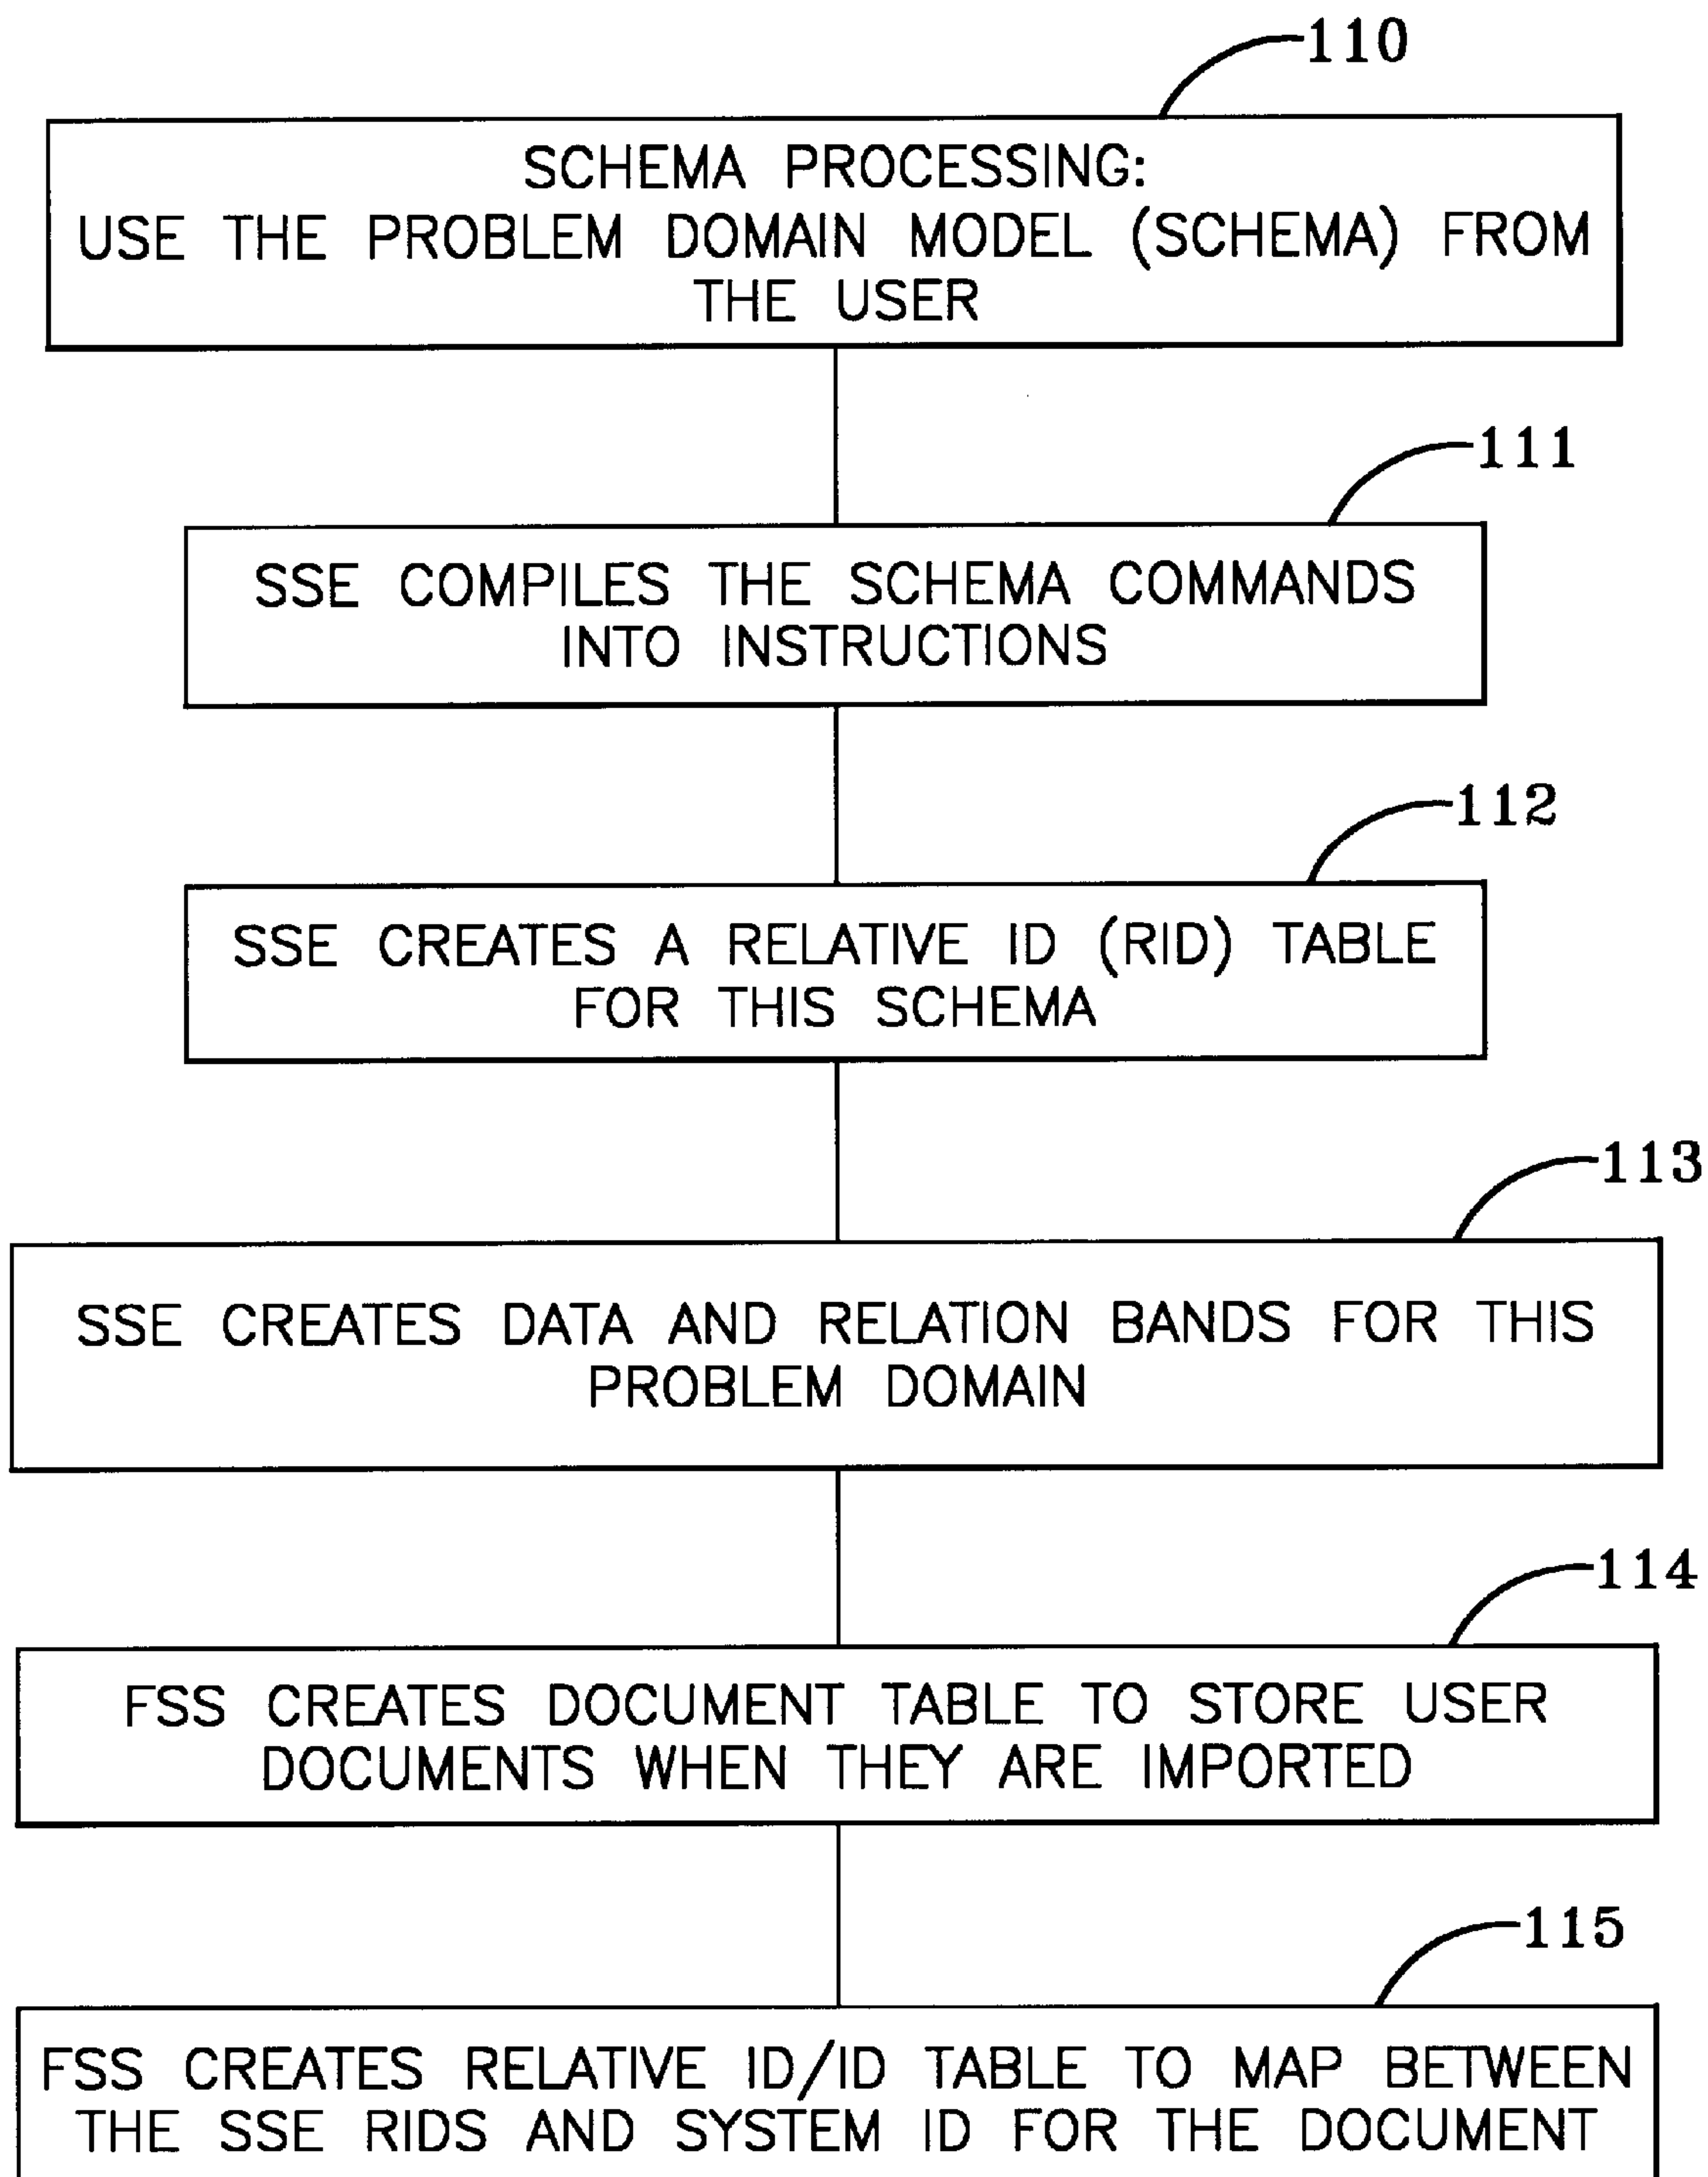 110
SCHEMA PROCESSING:
USE THE PROBLEM DOMAIN MODEL (SCHEMA) FROM
THE USER
111
SSE COMPILES THE SCHEMA COMMANDS
INTO INSTRUCTIONS
112
SSE CREATES A RELATIVE ID (RID) TABLE
FOR THIS SCHEMA
113
SSE CREATES DATA AND RELATION BANDS FOR THIS
PROBLEM DOMAIN
114
FSS CREATES DOCUMENT TABLE TO STORE USER
DOCUMENTS WHEN THEY ARE IMPORTED
115
FSS CREATES RELATIVE ID/ID TABLE TO MAP BETWEEN
THE SSE RIDS AND SYSTEM ID FOR THE DOCUMENT